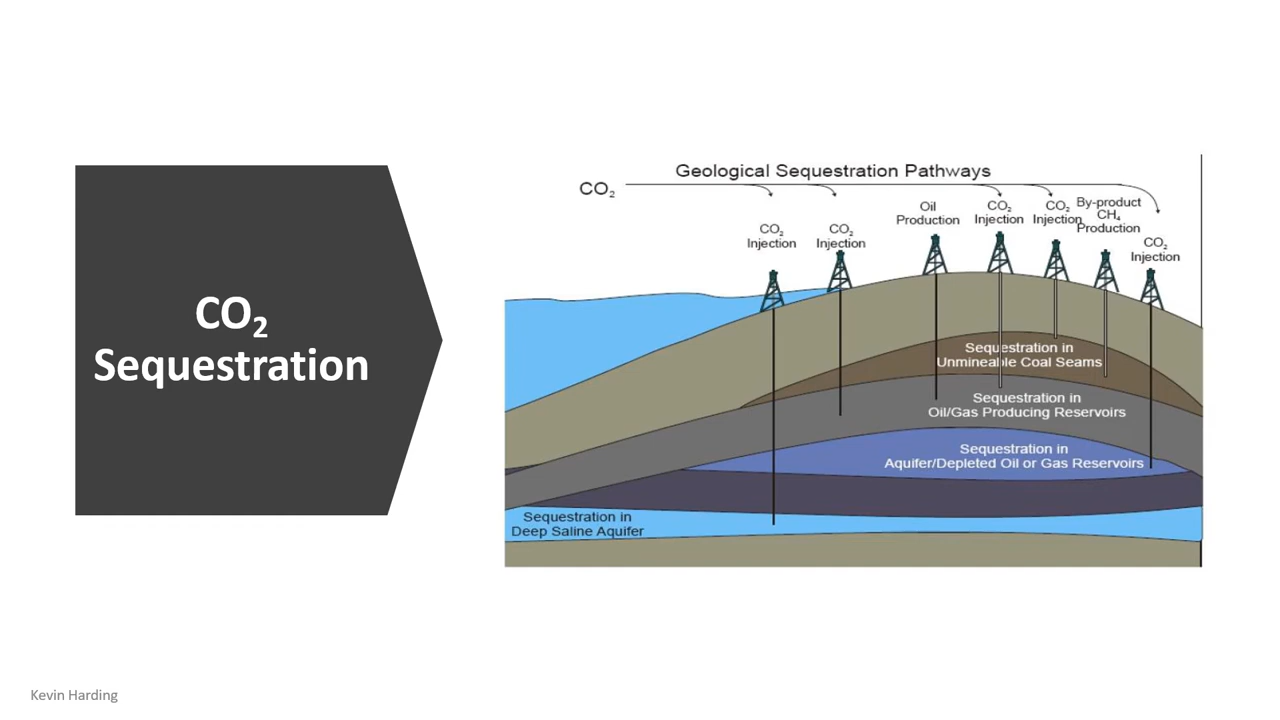 CO₂
Sequestration
Geological Sequestration Pathways
CO₂
CO₂
Injection
CO₂
Injection
Oil
Production
CO₂
Injection
CO₂
Injection
By-product
CH₄
Production
CO₂
Injection
Sequestration in
Unmineable Coal Seams
Sequestration in
Oil/Gas Producing Reservoirs
Sequestration in
Aquifer/Depleted Oil or Gas Reservoirs
Sequestration in
Deep Saline Aquifer
Kevin Harding